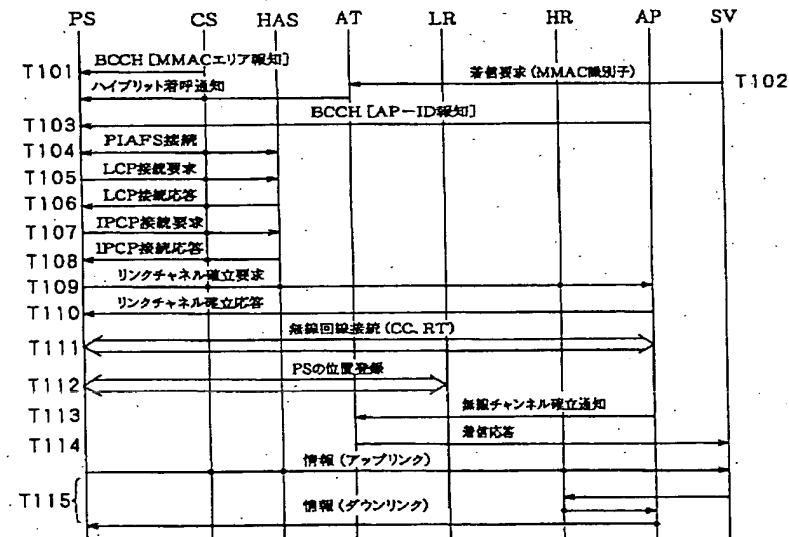 PS CS HAS AT LR HR AP SV
BCCH [MMACエリア報知]
T101
着信要求(MMAC識別子)
T102
ハイブリット着呼通知
BCCH [AP-ID報知]
T103
PIAFS接続
T104
LCP接続要求
T105
LCP接続応答
T106
IPCP接続要求
T107
IPCP接続応答
T108
リンクチャネル確立要求
T109
リンクチャネル確立応答
T110
無線回線接続(CC、RT)
T111
PSの位置登録
T112
無線チャンネル確立通知
T113
着信応答
T114
情報(アップリンク)
T115
情報(ダウンリンク)